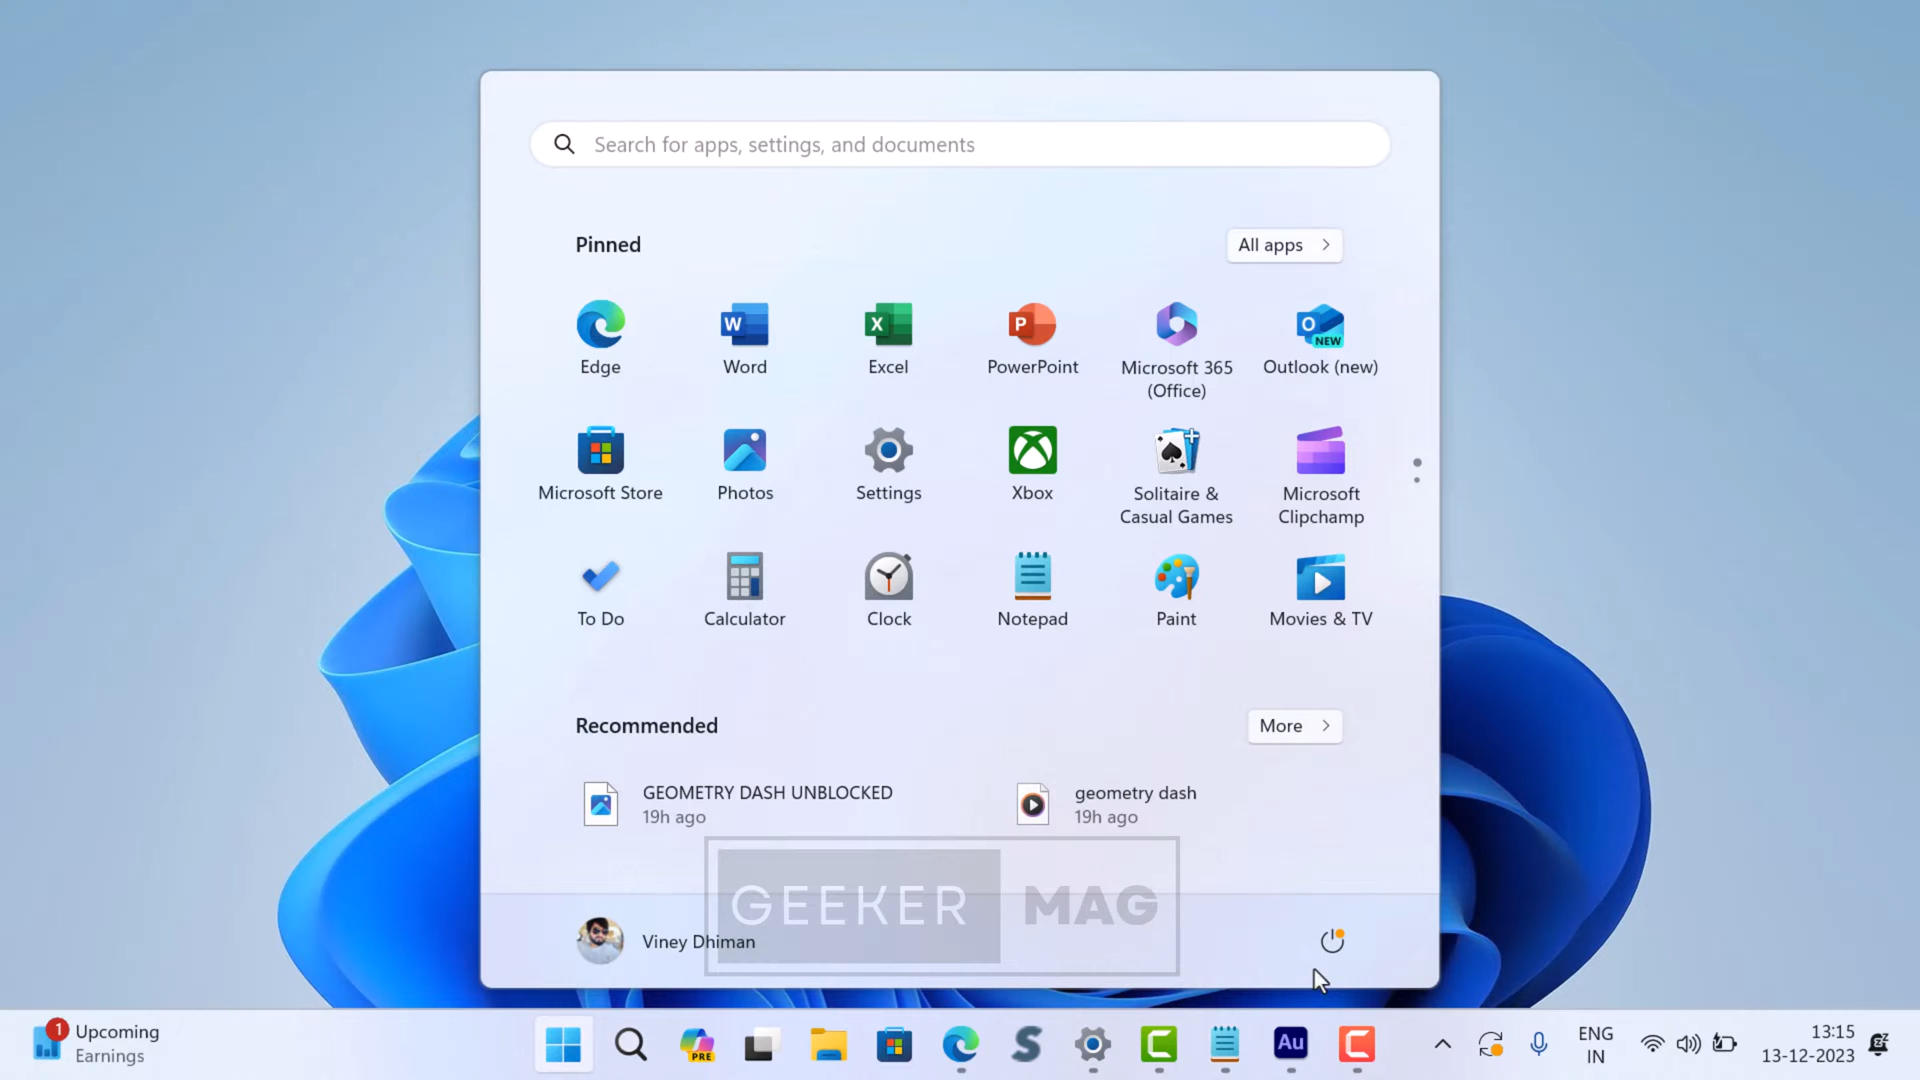 Search for apps, settings, and documents
Pinned
All apps
Edge
Word
Excel
PowerPoint
Microsoft 365
(Office)
Outlook (new)
W
X
P
O
NEW
Microsoft Store
Photos
Settings
Xbox
Solitaire &
Casual Games
Microsoft
Clipchamp
To Do
Calculator
Clock
Notepad
Paint
Movies & TV
Recommended
More
GEOMETRY DASH UNBLOCKED
19h ago
geometry dash
19h ago
GEEKER MAG
Viney Dhiman
1
Upcoming
Earnings
PRE
S
C
Au
C
ENG
IN
13:15
13-12-2023